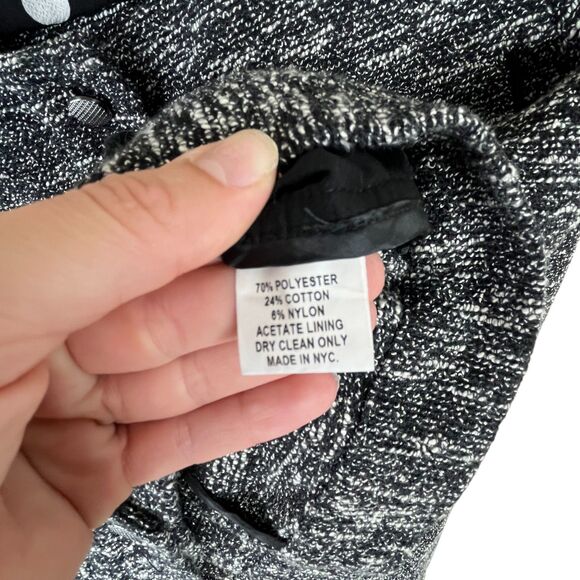 70% POLYESTER
24% COTTON
6% NYLON
ACETATE LINING
DRY CLEAN ONLY
MADE IN NYC.